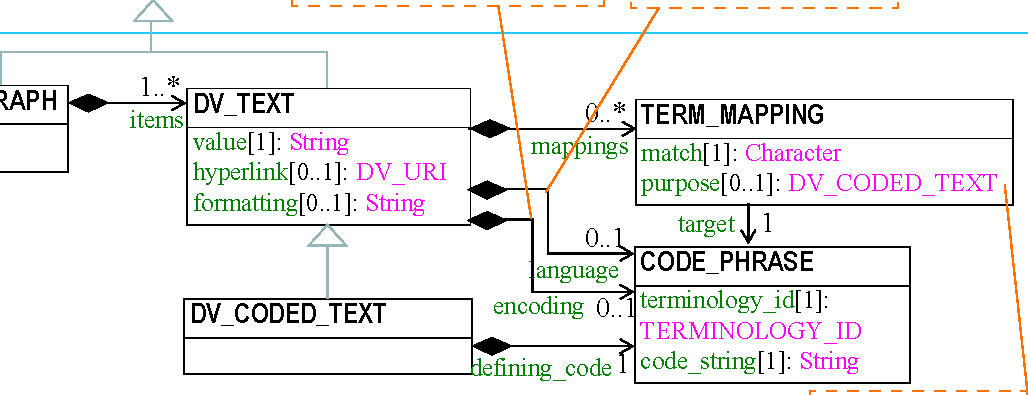 RAPH
1..*
items
DV_TEXT
value[1]: String
hyperlink[0..1]: DV_URI
formatting[0..1]: String
0..*
mappings
TERM_MAPPING
match[1]: Character
purpose[0..1]: DV_CODED_TEXT
target 1
0..1
language
encoding 0..1
CODE_PHRASE
terminology_id[1]:
TERMINOLOGY_ID
code_string[1]: String
DV_CODED_TEXT
defining_code 1